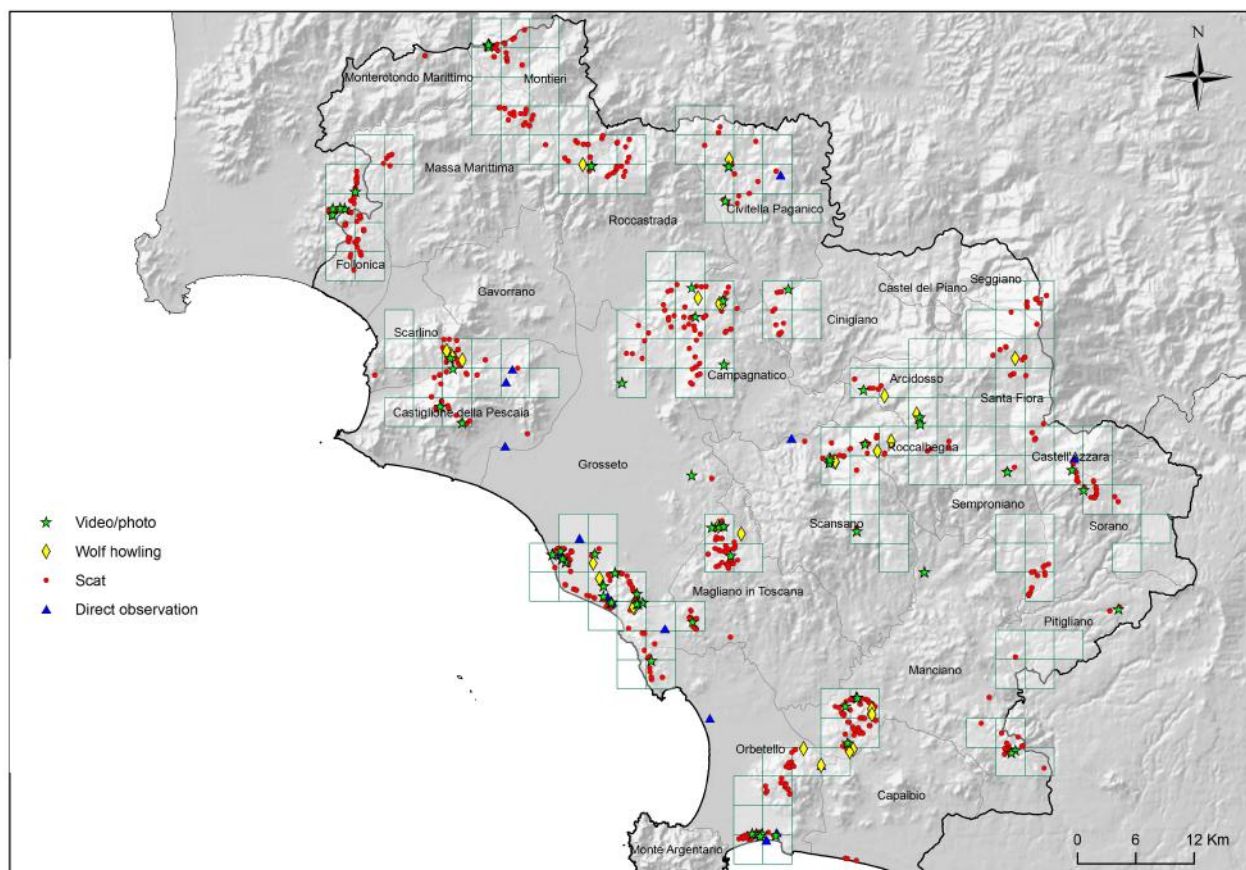 N
Monterotondo Marittimo
Montieri
Massa Marittima
Civitella Paganico
Roccastrada
Follonica
Seggiano
Castel del Piano
Gavorrano
Cinigiano
Scarlino
Campagnatico
Arcidosso
Santa Fiora
Castiglione della Pescaia
Roccalbegna
Castell'Azzara
Grosseto
Semproniano
Scansano
Sorano
Video/photo
Wolf howling
Scat
Direct observation
Magliano in Toscana
Pitigliano
Manciano
Orbetello
Capalbio
Monte Argentario
0 6 12 Km